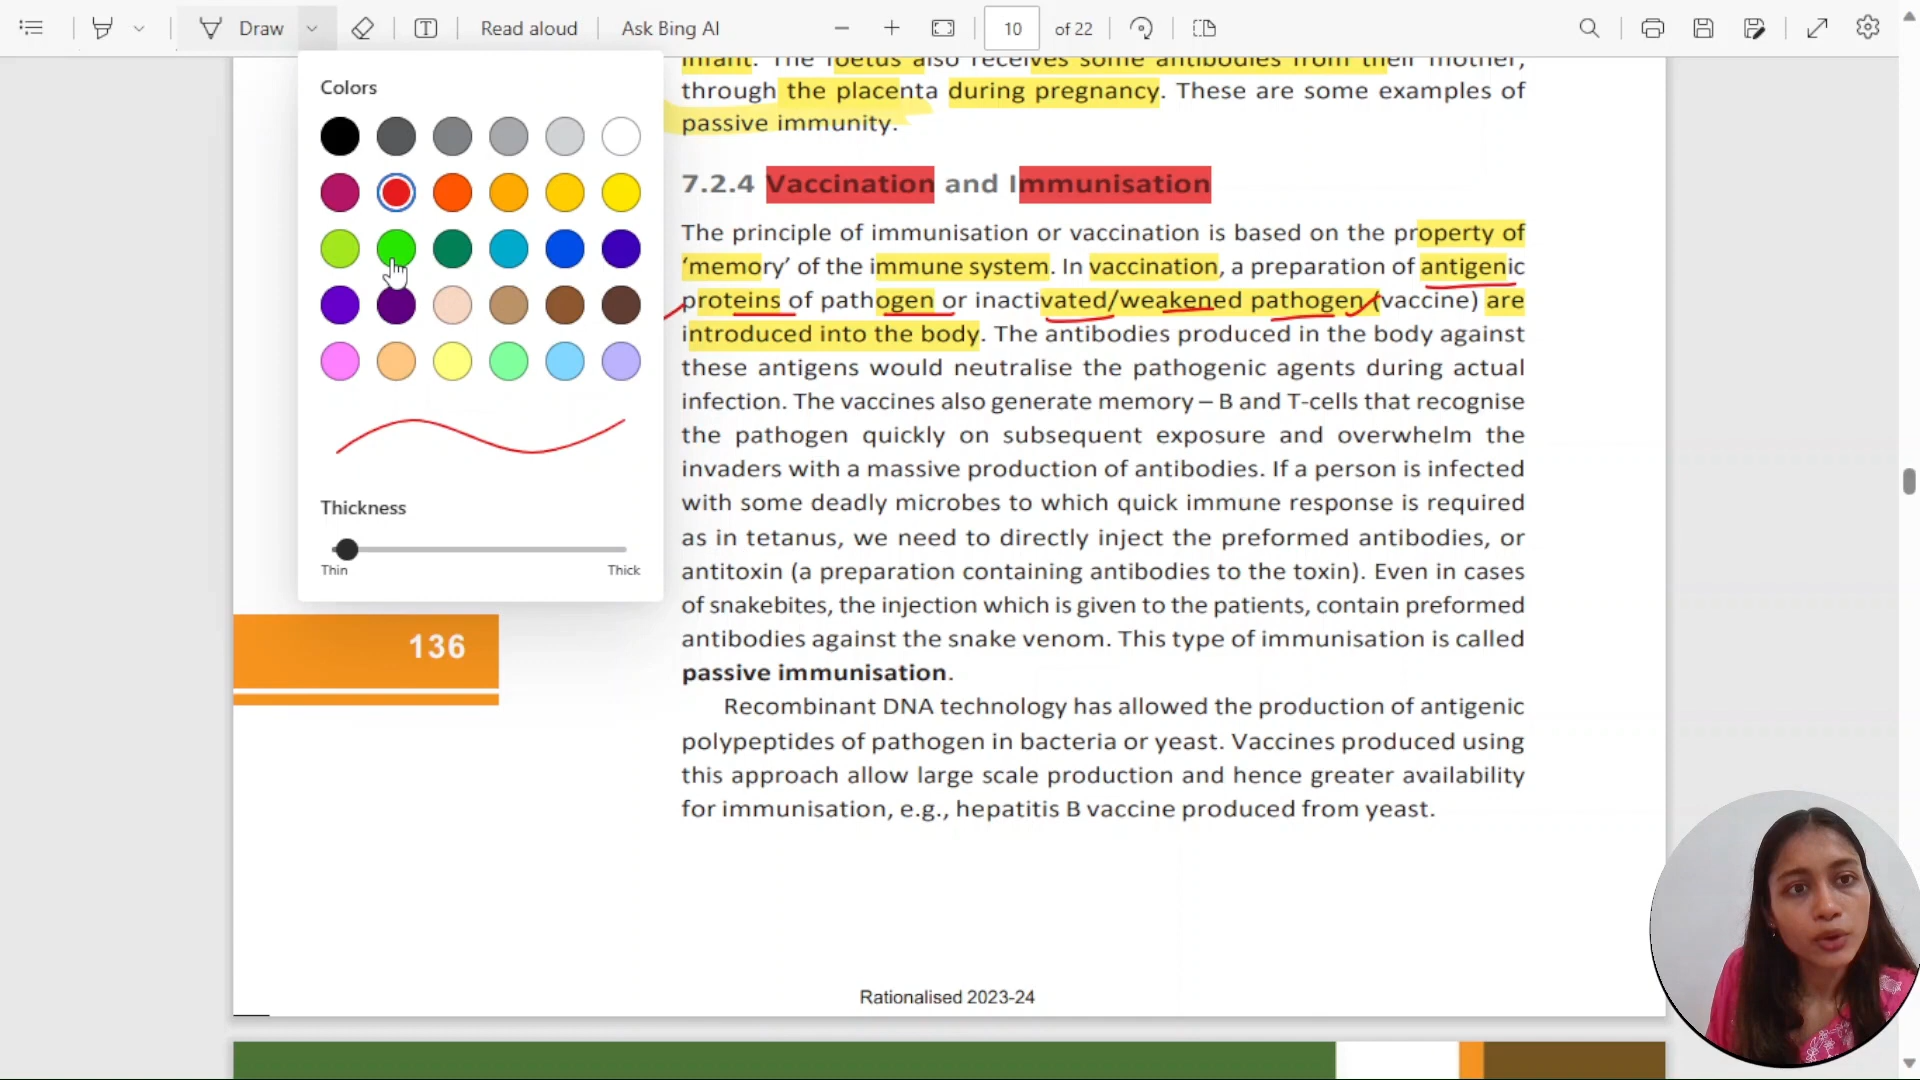 Draw
Read aloud
Ask Bing AI
10
of 22
Colors
Thickness
Thin
Thick
infant. The foetus also receives some antibodies from their mother,
through the placenta during pregnancy. These are some examples of
passive immunity.
7.2.4 Vaccination and Immunisation
The principle of immunisation or vaccination is based on the property of
‘memory’ of the immune system. In vaccination, a preparation of antigenic
proteins of pathogen or inactivated/weakened pathogen (vaccine) are
introduced into the body. The antibodies produced in the body against
these antigens would neutralise the pathogenic agents during actual
infection. The vaccines also generate memory – B and T-cells that recognise
the pathogen quickly on subsequent exposure and overwhelm the
invaders with a massive production of antibodies. If a person is infected
with some deadly microbes to which quick immune response is required
as in tetanus, we need to directly inject the preformed antibodies, or
antitoxin (a preparation containing antibodies to the toxin). Even in cases
of snakebites, the injection which is given to the patients, contain preformed
antibodies against the snake venom. This type of immunisation is called
passive immunisation.
Recombinant DNA technology has allowed the production of antigenic
polypeptides of pathogen in bacteria or yeast. Vaccines produced using
this approach allow large scale production and hence greater availability
for immunisation, e.g., hepatitis B vaccine produced from yeast.
136
Rationalised 2023-24